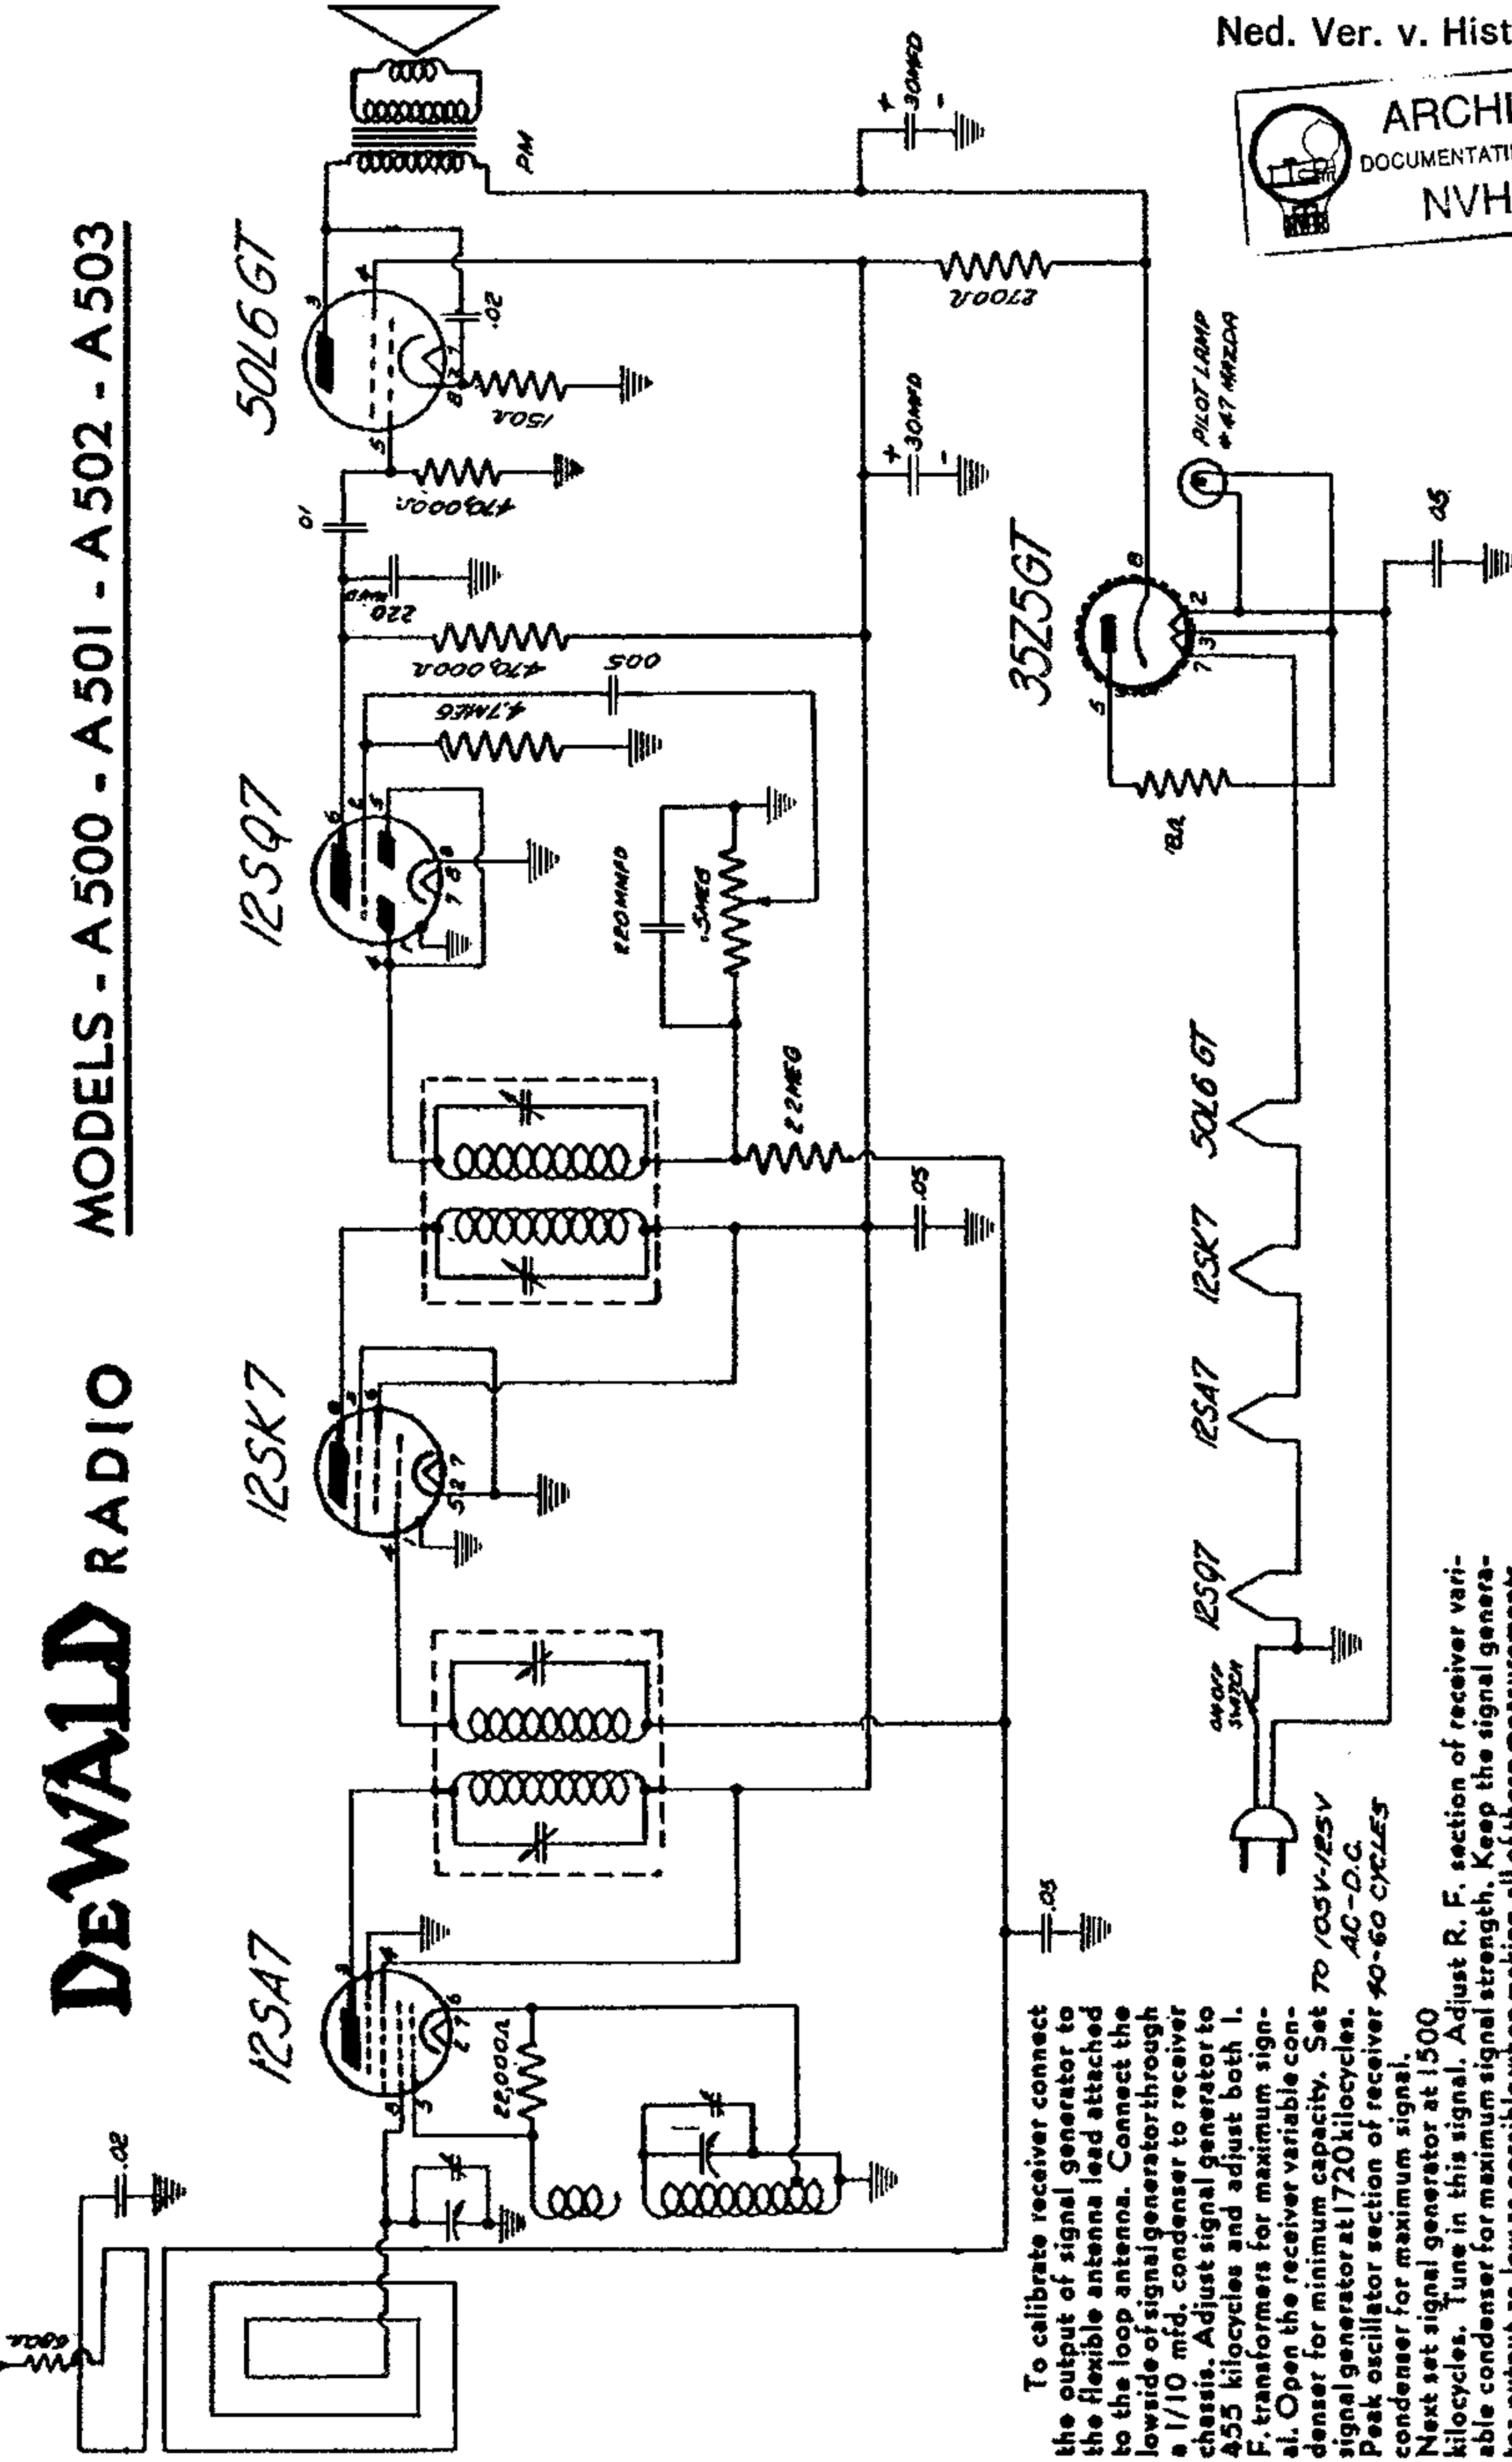 DEWALD RADIO
MODELS - A500 - A501 - A502 - A503
Ned. Ver. v. Hist
ARCHI
DOCUMENTATI
NVH
12SA7
12SK7
12SQ7
50L6GT
35Z5GT
680Ω
.02
22,000Ω
.05
.05
22MEG
220MMFD
.5MEG
4.7MEG
.005
470,000Ω
220
MMFD
.01
470,000Ω
150Ω
.02
PM
2700Ω
+ 30MFD -
+ 30MFD -
18Ω
PILOT LAMP
#47 MAZDA
.05
ON OFF
SWITCH
12SQ7
12SA7
12SK7
50L6 GT
TO 105V-125V
AC-D.C.
40-60 CYCLES
To calibrate receiver connect
the output of signal generator to
the flexible antenna lead attached
to the loop antenna. Connect the
lowside of signal generator through
a 1/10 mfd. condenser to receiver
chassis. Adjust signal generator to
455 kilocycles and adjust both I.
F. transformers for maximum sign-
al. Open the receiver variable con-
denser for minimum capacity. Set
signal generator at 1720 kilocycles.
Peak oscillator section of receiver
condenser for maximum signal.
Next set signal generator at 1500
kilocycles. Tune in this signal. Adjust R. F. section of receiver vari-
able condenser for maximum signal strength. Keep the signal genera-